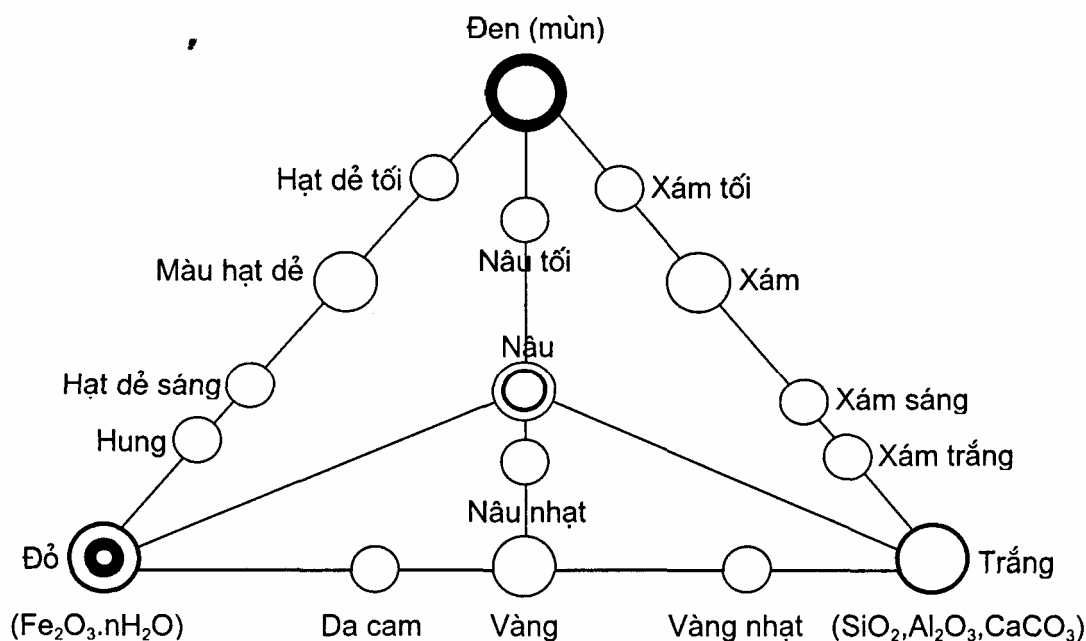 Đen (mùn)
Hạt dẻ tối
Xám tối
Nâu tối
Màu hạt dẻ
Xám
Nâu
Hạt dẻ sáng
Xám sáng
Hung
Xám trắng
Nâu nhạt
Đỏ
Trắng
(Fe₂O₃.nH₂O)
Da cam
Vàng
Vàng nhạt
(SiO₂,Al₂O₃,CaCO₃)